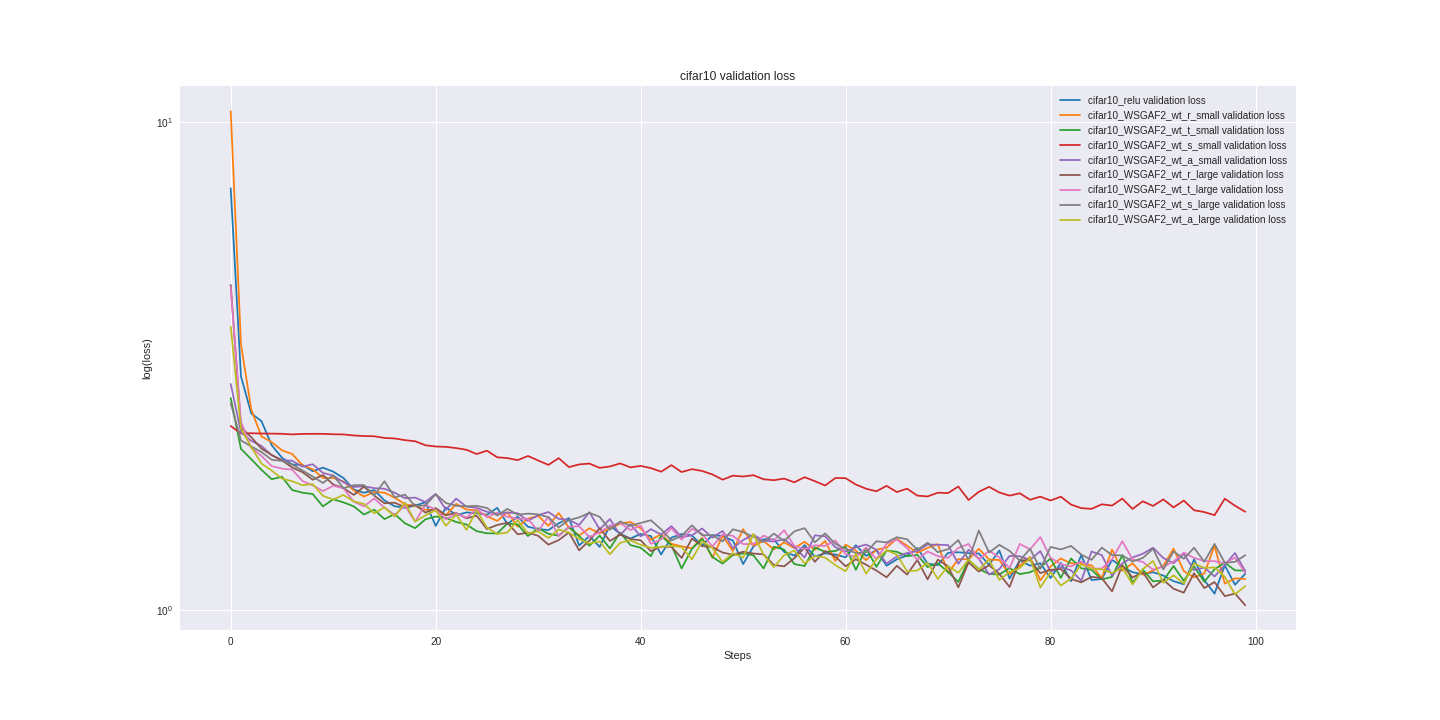 cifar10 validation loss
cifar10_relu validation loss
cifar10_WSGAF2_wt_r_small validation loss
cifar10_WSGAF2_wt_t_small validation loss
cifar10_WSGAF2_wt_s_small validation loss
cifar10_WSGAF2_wt_a_small validation loss
cifar10_WSGAF2_wt_r_large validation loss
cifar10_WSGAF2_wt_t_large validation loss
cifar10_WSGAF2_wt_s_large validation loss
cifar10_WSGAF2_wt_a_large validation loss
10¹
log(loss)
10⁰
0 20 40 60 80 100
Steps